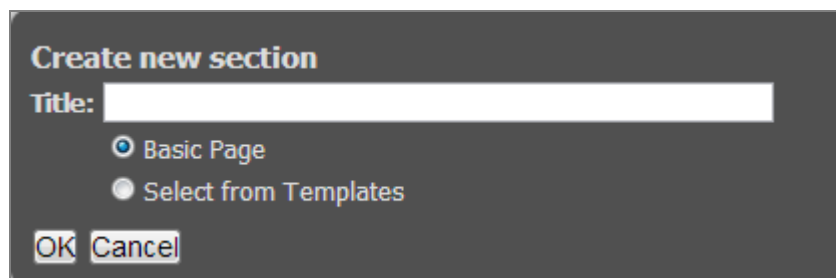 Create new section
Title:
Basic Page
Select from Templates
OK Cancel